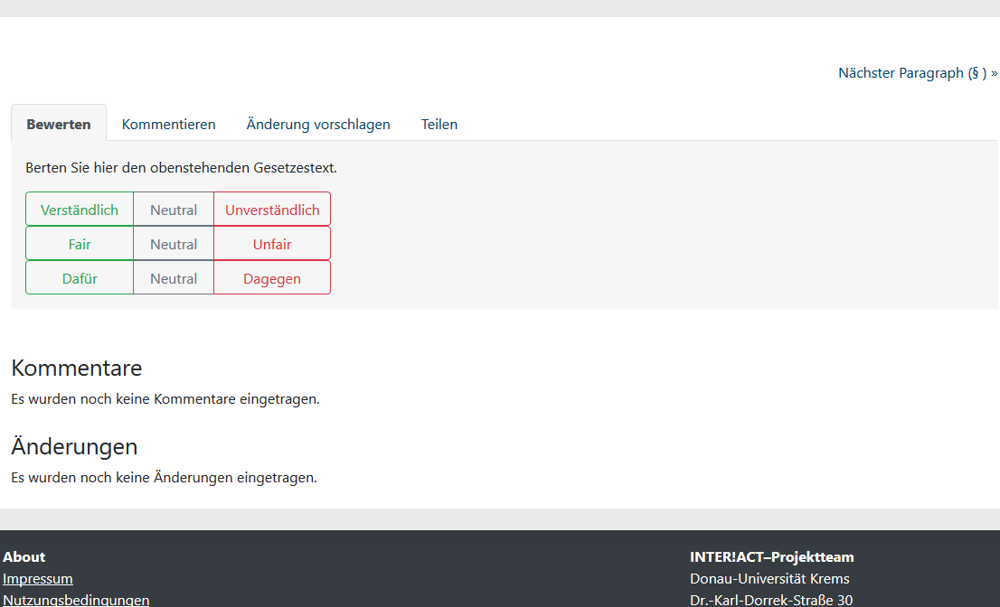 Nächster Paragraph (§ ) »
Bewerten Kommentieren Änderung vorschlagen Teilen
Berten Sie hier den obenstehenden Gesetzestext.
Verständlich Neutral Unverständlich
Fair Neutral Unfair
Dafür Neutral Dagegen
Kommentare
Es wurden noch keine Kommentare eingetragen.
Änderungen
Es wurden noch keine Änderungen eingetragen.
About
Impressum
Nutzungsbedingungen
INTER!ACT–Projektteam
Donau-Universität Krems
Dr.-Karl-Dorrek-Straße 30